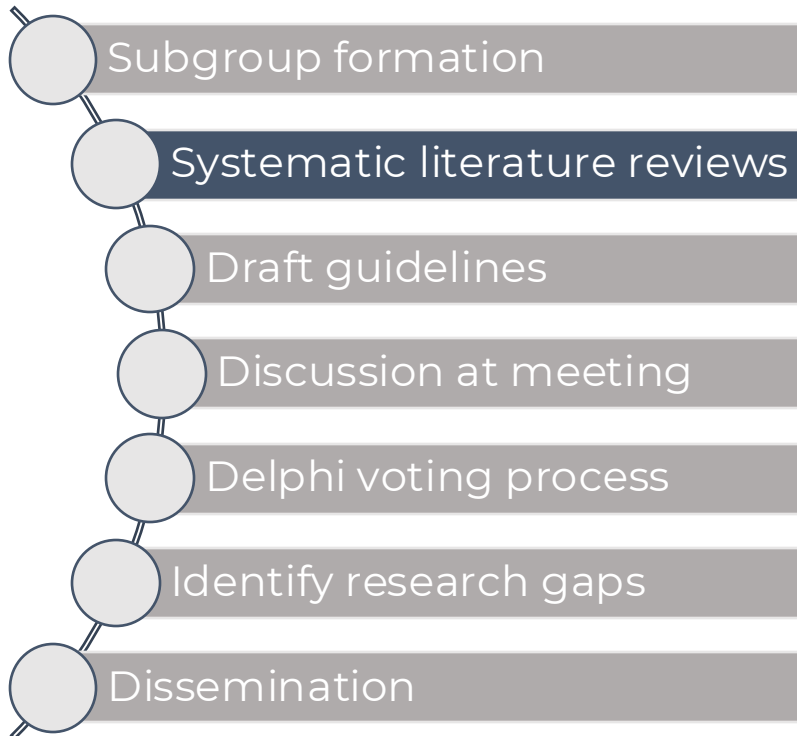 Subgroup formation
Systematic literature reviews
Draft guidelines
Discussion at meeting
Delphi voting process
Identify research gaps
Dissemination